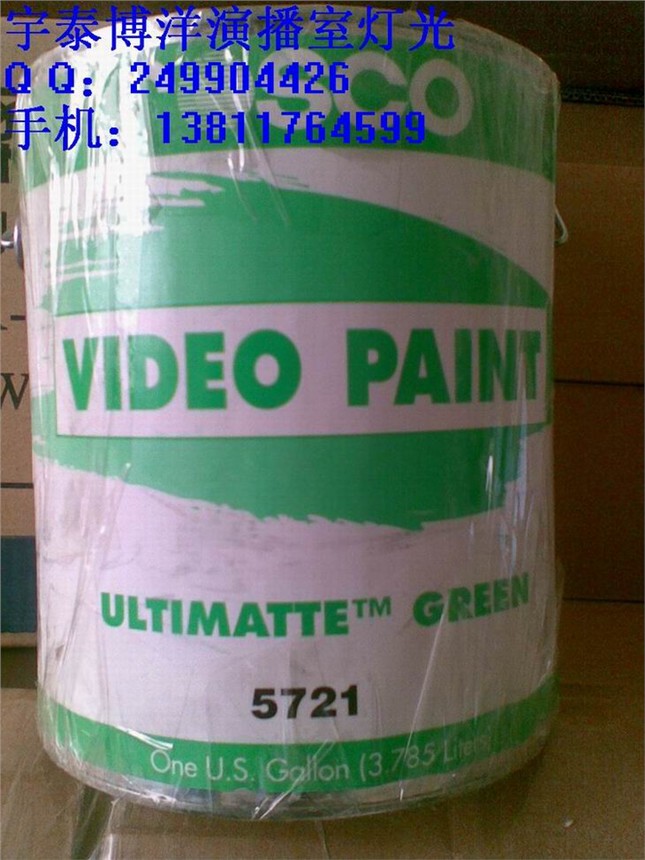 宇泰博洋演播室灯光
QQ：249904426
手机：13811764599
VIDEO PAINT
ULTIMATTE™ GREEN
5721
One U.S. Gallon (3.785 Liters)